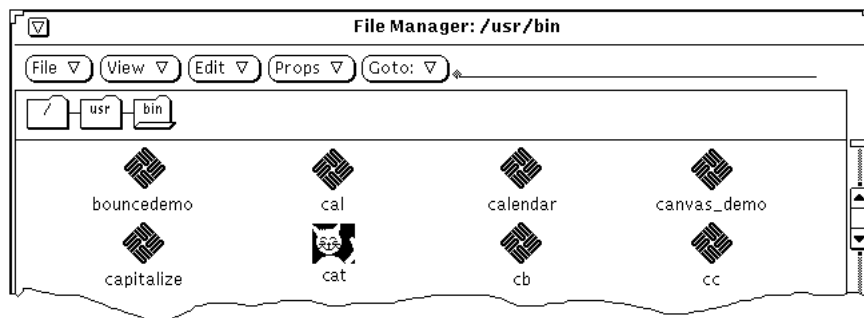 File Manager: /usr/bin
File View Edit Props Goto:
/ usr bin
bouncedemo cal calendar canvas_demo
capitalize cat cb cc